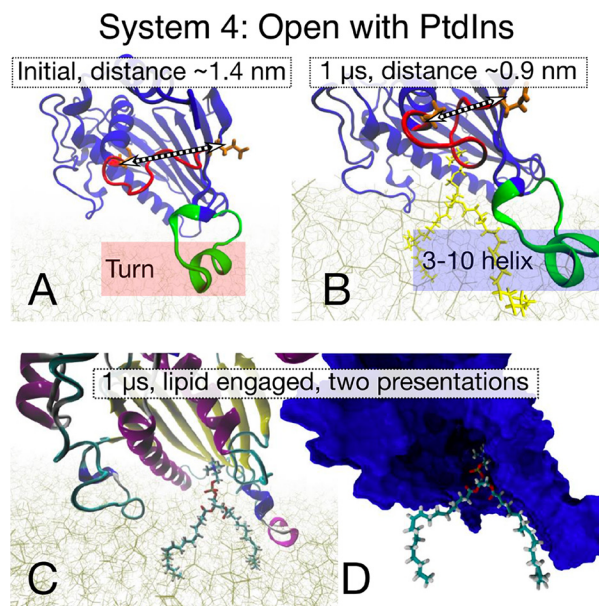 System 4: Open with PtdIns
Initial, distance ~1.4 nm
1 µs, distance ~0.9 nm
Turn
3-10 helix
A
B
1 µs, lipid engaged, two presentations
C
D